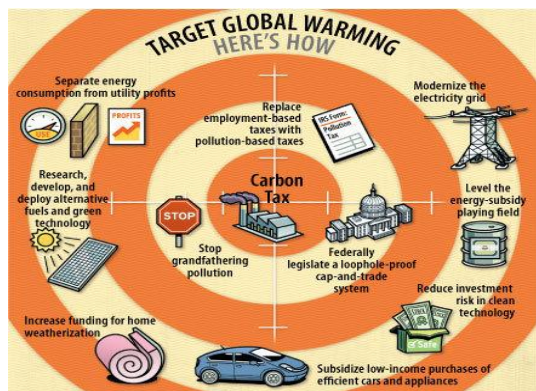 TARGET GLOBAL WARMING
HERE'S HOW
Separate energy
consumption from utility profits
USE
PROFITS
Replace
employment-based
taxes with
pollution-based taxes
IRS Form:
Pollution
Tax
Modernize the
electricity grid
Research,
develop, and
deploy alternative
fuels and green
technology
STOP
Stop
grandfathering
pollution
Carbon
Tax
Federally
legislate a loophole-proof
cap-and-trade
system
Level the
energy-subsidy
playing field
Reduce investment
risk in clean
technology
Safe
Increase funding for home
weatherization
Subsidize low-income purchases of
efficient cars and appliances